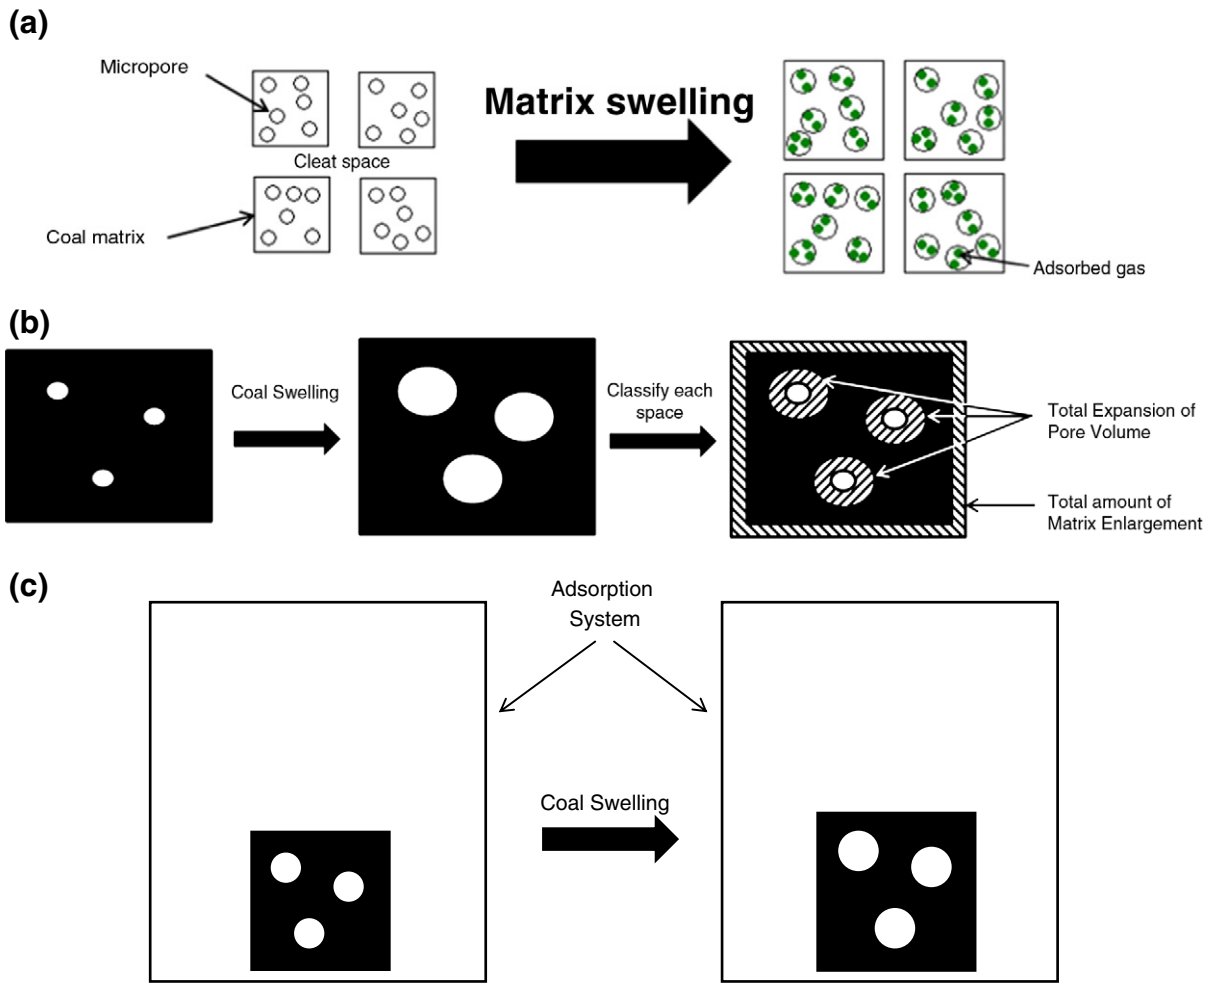 (a)
Micropore
Cleat space
Coal matrix
Matrix swelling
Adsorbed gas
(b)
Coal Swelling
Classify each
space
Total Expansion of
Pore Volume
Total amount of
Matrix Enlargement
(c)
Adsorption
System
Coal Swelling